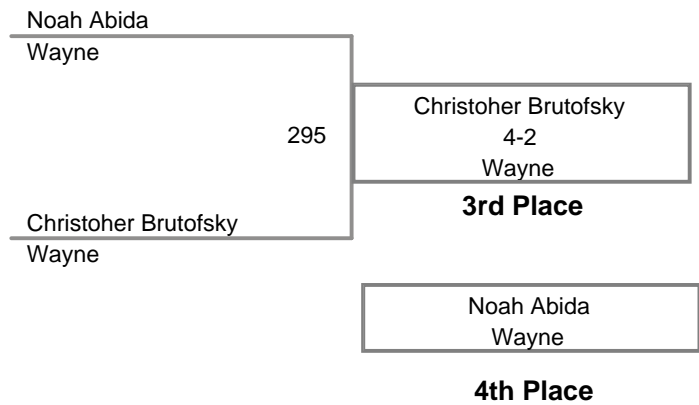 Noah Abida
Wayne
295
Christoher Brutofsky
4-2
Wayne
3rd Place
Christoher Brutofsky
Wayne
Noah Abida
Wayne
4th Place